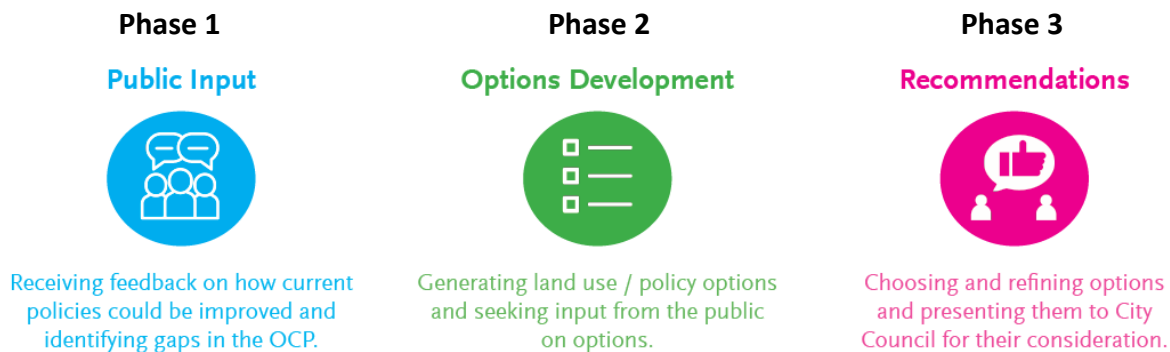 Phase 1
Public Input
Receiving feedback on how current
policies could be improved and
identifying gaps in the OCP.
Phase 2
Options Development
Generating land use / policy options
and seeking input from the public
on options.
Phase 3
Recommendations
Choosing and refining options
and presenting them to City
Council for their consideration.